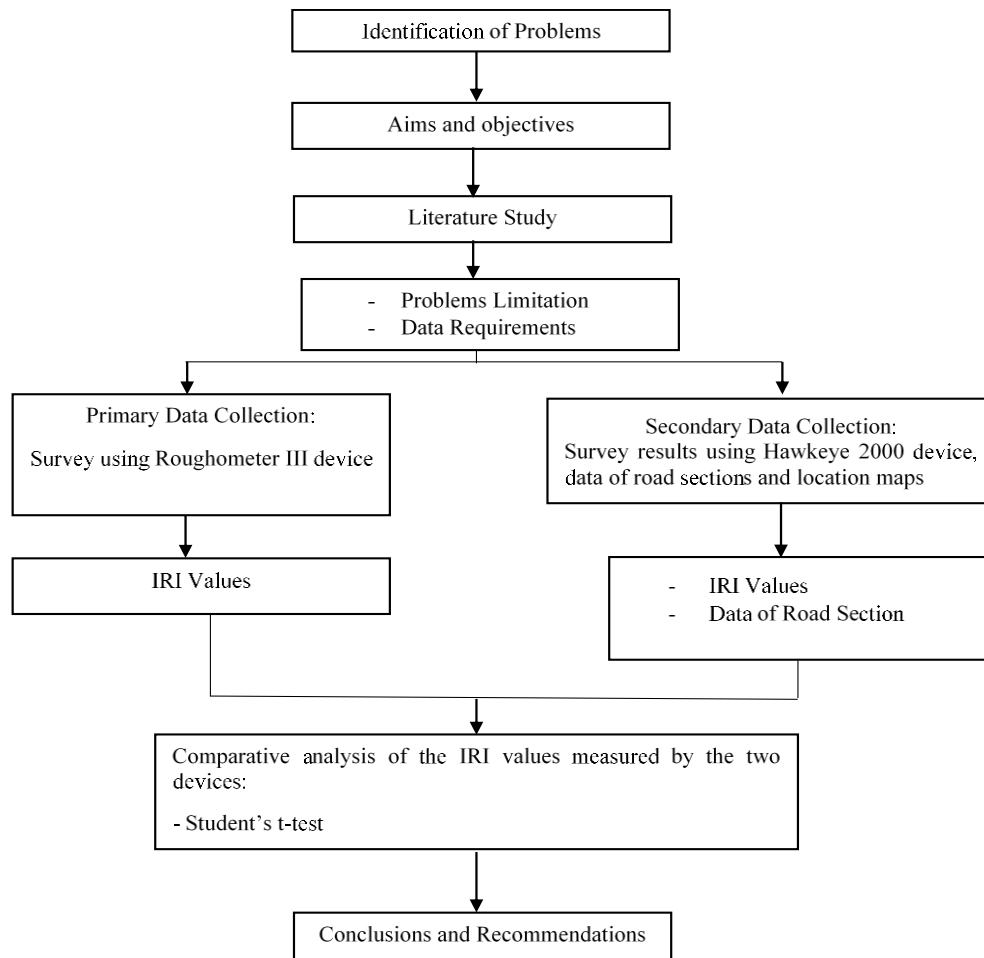 Identification of Problems
Aims and objectives
Literature Study
- Problems Limitation
- Data Requirements
Primary Data Collection:
Survey using Roughometer III device
Secondary Data Collection:
Survey results using Hawkeye 2000 device,
data of road sections and location maps
IRI Values
- IRI Values
- Data of Road Section
Comparative analysis of the IRI values measured by the two
devices:
- Student’s t-test
Conclusions and Recommendations